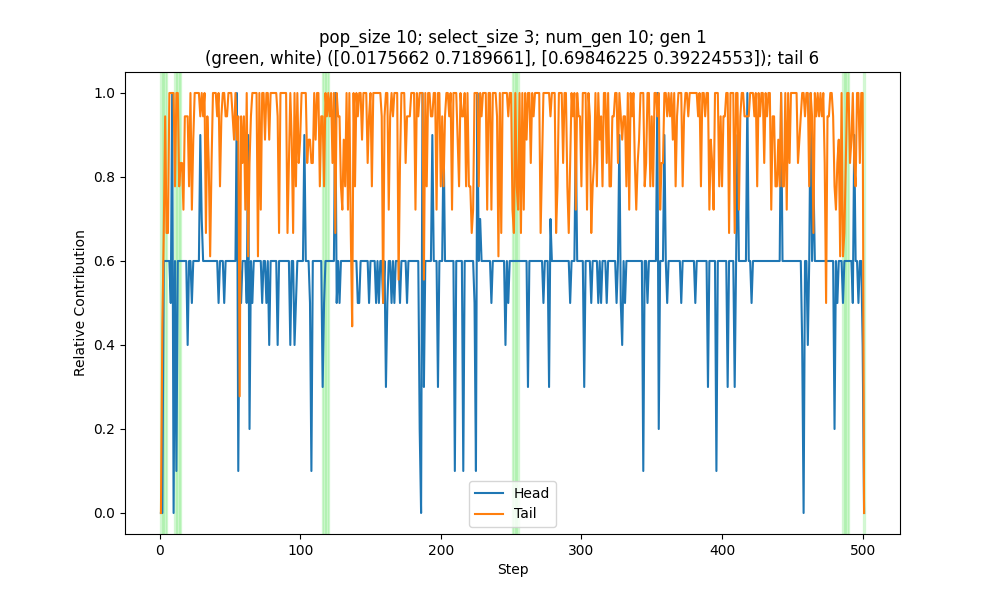 pop_size 10; select_size 3; num_gen 10; gen 1
(green, white) ([0.0175662 0.7189661], [0.69846225 0.39224553]); tail 6
1.0
0.8
0.6
0.4
0.2
0.0
Relative Contribution
Head
Tail
0 100 200 300 400 500
Step